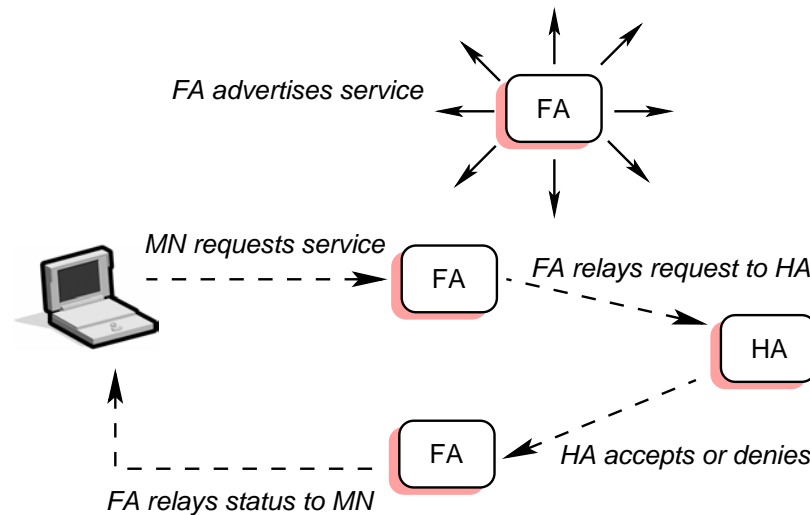 FA advertises service
FA
MN requests service
FA
FA relays request to HA
HA
FA
HA accepts or denies
FA relays status to MN